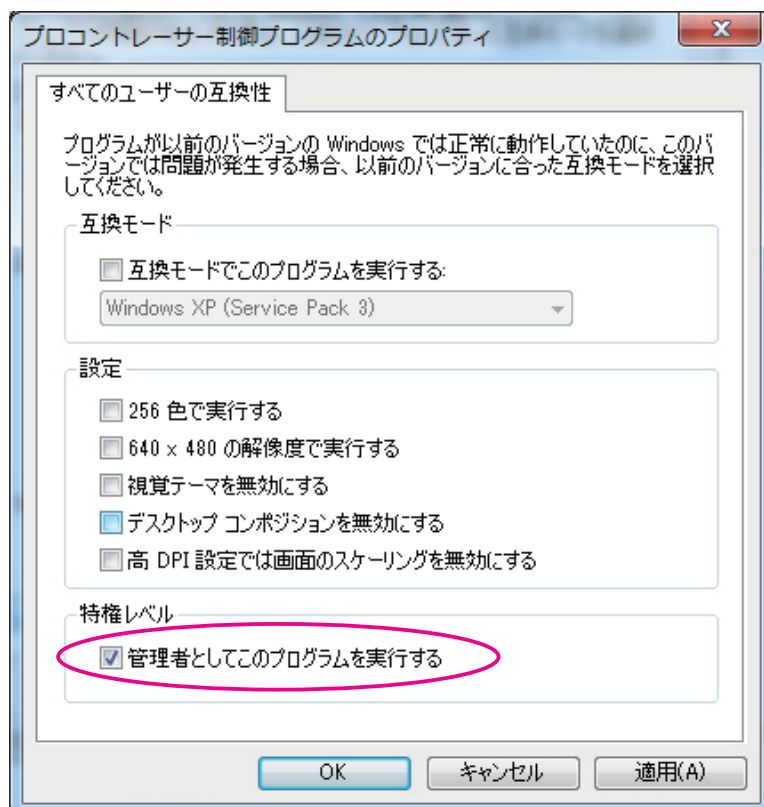 プロコントレーサー制御プログラムのプロパティ
すべてのユーザーの互換性
プログラムが以前のバージョンの Windows では正常に動作していたのに、このバ
ージョンでは問題が発生する場合、以前のバージョンに合った互換モードを選択
してください。
互換モード
互換モードでこのプログラムを実行する:
Windows XP (Service Pack 3)
設定
256 色で実行する
640 x 480 の解像度で実行する
視覚テーマを無効にする
デスクトップ コンポジションを無効にする
高 DPI 設定では画面のスケーリングを無効にする
特権レベル
管理者としてこのプログラムを実行する
OK
キャンセル
適用(A)